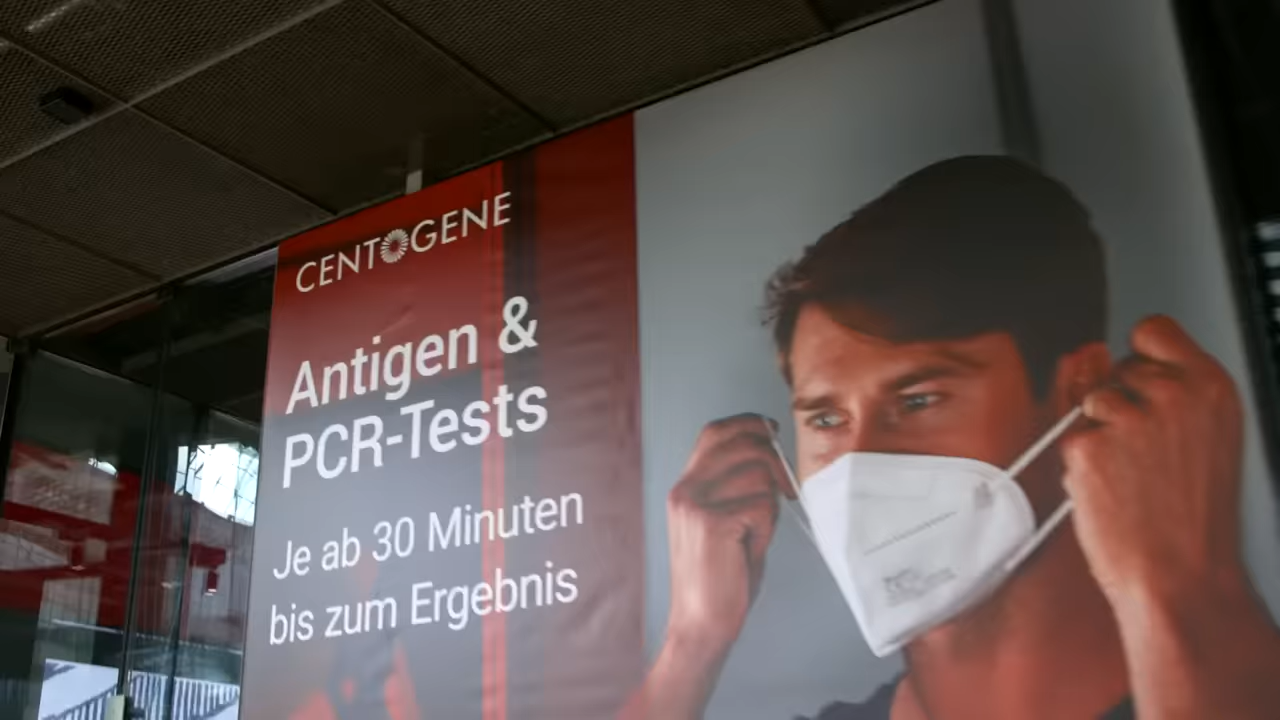 CENTOGENE
Antigen &
PCR-Tests
Je ab 30 Minuten
bis zum Ergebnis